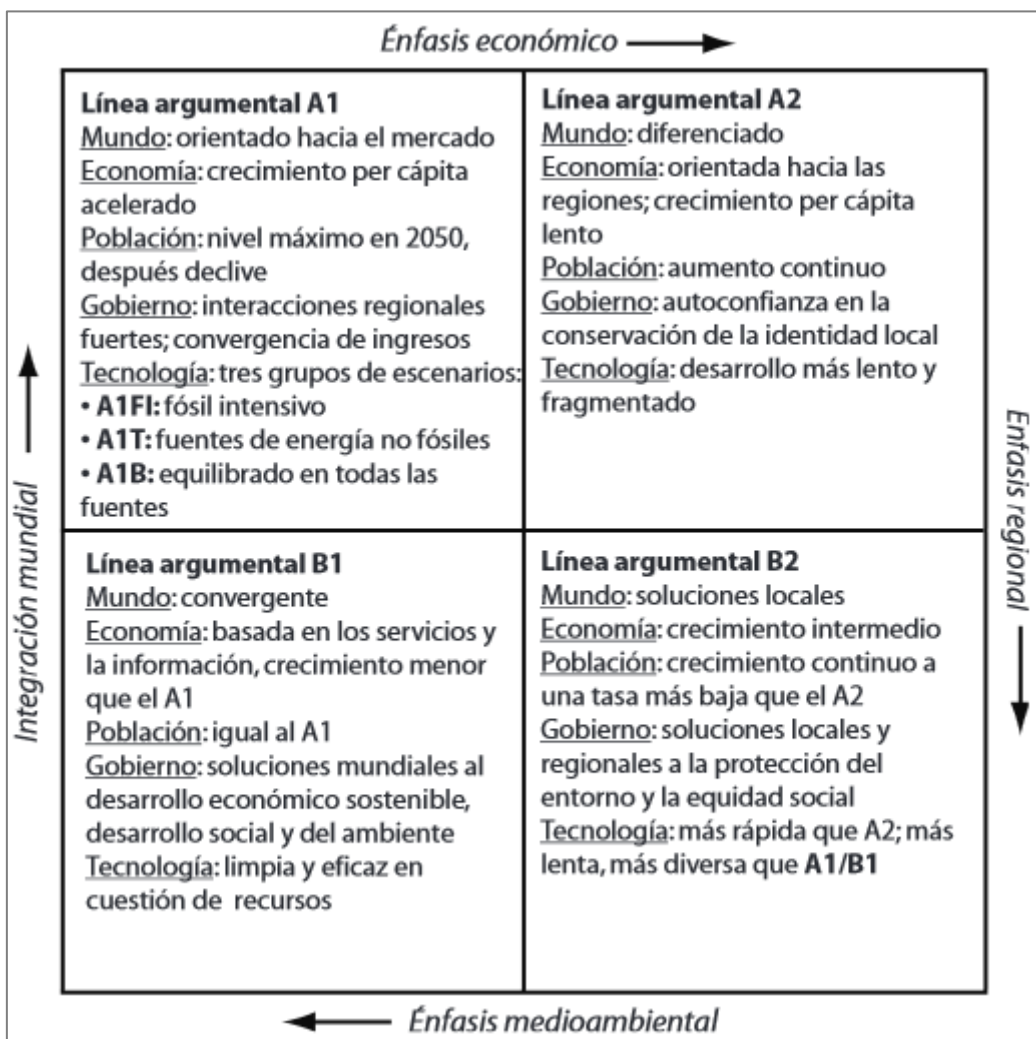 Énfasis económico
Línea argumental A1
Mundo: orientado hacia el mercado
Economía: crecimiento per cápita
acelerado
Población: nivel máximo en 2050,
después declive
Gobierno: interacciones regionales
fuertes; convergencia de ingresos
Tecnología: tres grupos de escenarios:
• A1FI: fósil intensivo
• A1T: fuentes de energía no fósiles
• A1B: equilibrado en todas las
fuentes
Línea argumental A2
Mundo: diferenciado
Economía: orientada hacia las
regiones; crecimiento per cápita
lento
Población: aumento continuo
Gobierno: autoconfianza en la
conservación de la identidad local
Tecnología: desarrollo más lento y
fragmentado
Integración mundial
Enfasis regional
Línea argumental B1
Mundo: convergente
Economía: basada en los servicios y
la información, crecimiento menor
que el A1
Población: igual al A1
Gobierno: soluciones mundiales al
desarrollo económico sostenible,
desarrollo social y del ambiente
Tecnología: limpia y eficaz en
cuestión de recursos
Línea argumental B2
Mundo: soluciones locales
Economía: crecimiento intermedio
Población: crecimiento continuo a
una tasa más baja que el A2
Gobierno: soluciones locales y
regionales a la protección del
entorno y la equidad social
Tecnología: más rápida que A2; más
lenta, más diversa que A1/B1
Énfasis medioambiental